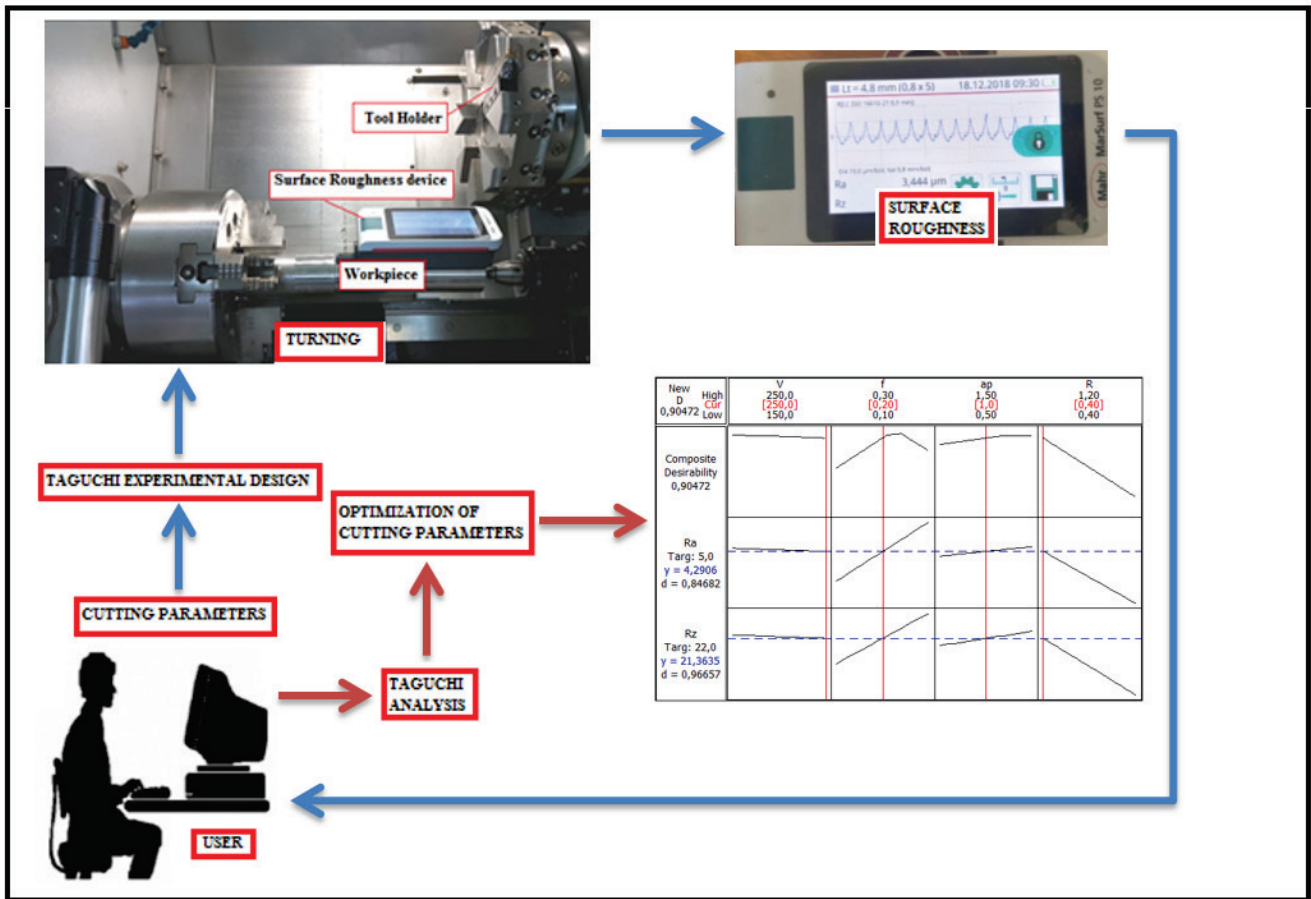 Tool Holder
Surface Roughness device
Workpiece
TURNING
Lt = 4,8 mm (0,8 x 5) 18.12.2018 09:30
Ra 3,444 µm
Rz
Mahr MarSurf PS 10
SURFACE
ROUGHNESS
TAGUCHI EXPERIMENTAL DESIGN
CUTTING PARAMETERS
OPTIMIZATION OF
CUTTING PARAMETERS
TAGUCHI
ANALYSIS
USER
New
D
0,90472
High
Cur
Low
V
250,0
[250,0]
150,0
f
0,30
[0,20]
0,10
ap
1,50
[1,0]
0,50
R
1,20
[0,40]
0,40
Composite
Desirability
0,90472
Ra
Targ: 5,0
y = 4,2906
d = 0,84682
Rz
Targ: 22,0
y = 21,3635
d = 0,96657